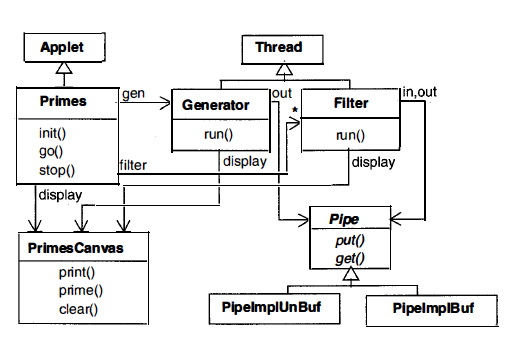 Applet
Thread
Primes
init()
go()
stop()
gen
Generator
run()
out
Filter
run()
in,out
*
filter
display
display
display
PrimesCanvas
print()
prime()
clear()
Pipe
put()
get()
PipeImplUnBuf
PipeImplBuf